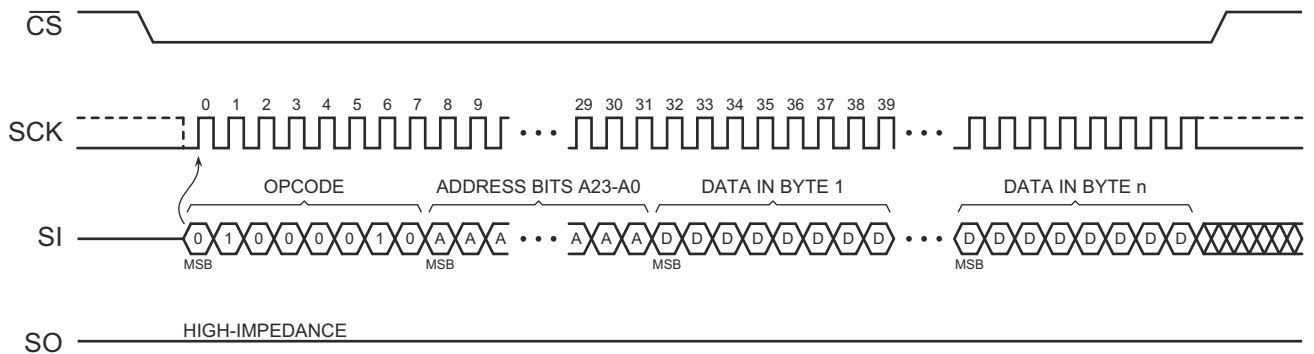 CS
0 1 2 3 4 5 6 7 8 9 29 30 31 32 33 34 35 36 37 38 39
SCK • • • • • •
OPCODE ADDRESS BITS A23-A0 DATA IN BYTE 1 DATA IN BYTE n
SI 0 1 0 0 0 0 1 0 A A A • • • A A A D D D D D D D D • • • D D D D D D D D
MSB MSB MSB MSB
HIGH-IMPEDANCE
SO